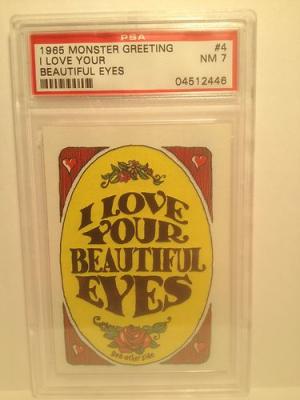 PSA
1965 MONSTER GREETING #4
I LOVE YOUR NM 7
BEAUTIFUL EYES
04512446
I LOVE
YOUR
BEAUTIFUL
EYES
See other side